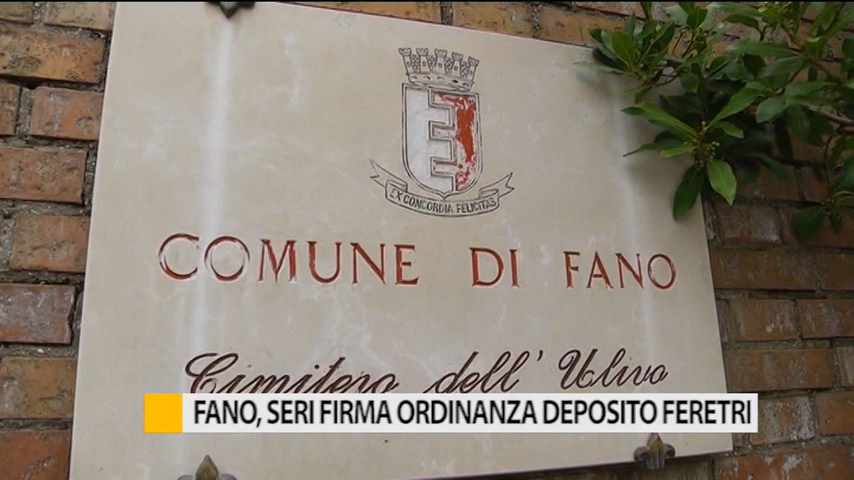 EX CONCORDIA FELICITAS
COMUNE DI FANO
Cimitero dell' Ulivo
FANO, SERI FIRMA ORDINANZA DEPOSITO FERETRI